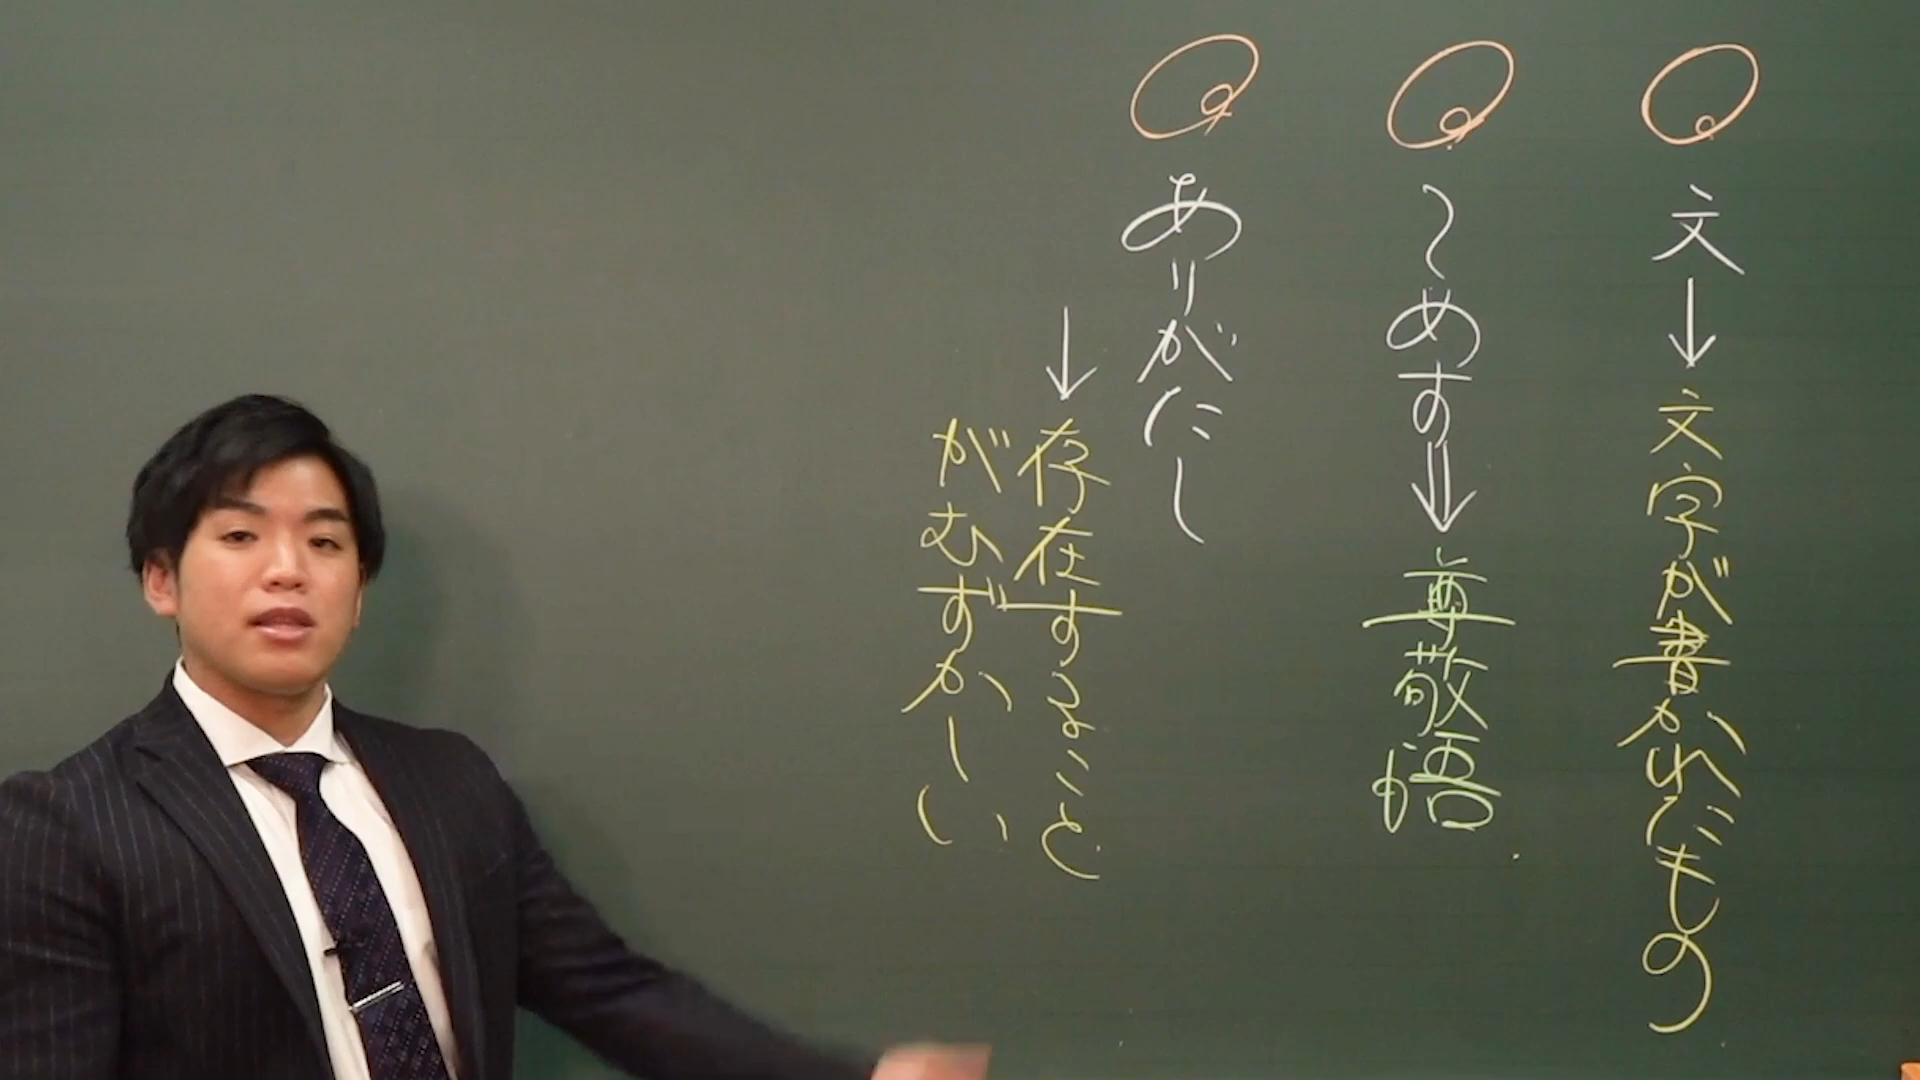 文→文字が書かれたもの
〜めす⇒尊敬語
ありがたし
→存在すること
がむずかしい